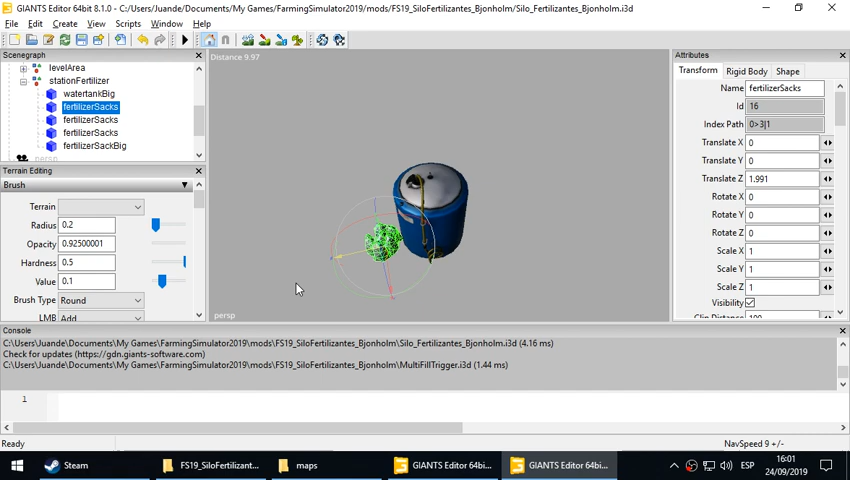 GIANTS Editor 64bit 8.1.0 - C:/Users/Juande/Documents/My Games/FarmingSimulator2019/mods/FS19_SiloFertilizantes_Bjonholm/Silo_Fertilizantes_Bjonholm.i3d
File Edit Create View Scripts Window Help
Scenegraph
levelArea
stationFertilizer
watertankBig
fertilizerSacks
fertilizerSacks
fertilizerSacks
fertilizerSackBig
persp
Terrain Editing
Brush
Terrain
Radius 0.2
Opacity 0.92500001
Hardness 0.5
Value 0.1
Brush Type Round
LMB Add
Distance 9.97
persp
Attributes
Transform Rigid Body Shape
Name fertilizerSacks
Id 16
Index Path 0>3|1
Translate X 0
Translate Y 0
Translate Z 1.991
Rotate X 0
Rotate Y 0
Rotate Z 0
Scale X 1
Scale Y 1
Scale Z 1
Visibility
Clip Distance 100
Console
C:\Users\Juande\Documents\My Games\FarmingSimulator2019\mods\FS19_SiloFertilizantes_Bjonholm\Silo_Fertilizantes_Bjonholm.i3d (4.16 ms)
Check for updates (https://gdn.giants-software.com)
C:\Users\Juande\Documents\My Games\FarmingSimulator2019\mods\FS19_SiloFertilizantes_Bjonholm\MultiFillTrigger.i3d (1.44 ms)
1
Ready
NavSpeed 9 +/-
Steam
FS19_SiloFertilizant...
maps
GIANTS Editor 64bi...
GIANTS Editor 64bi...
ESP
16:01
24/09/2019